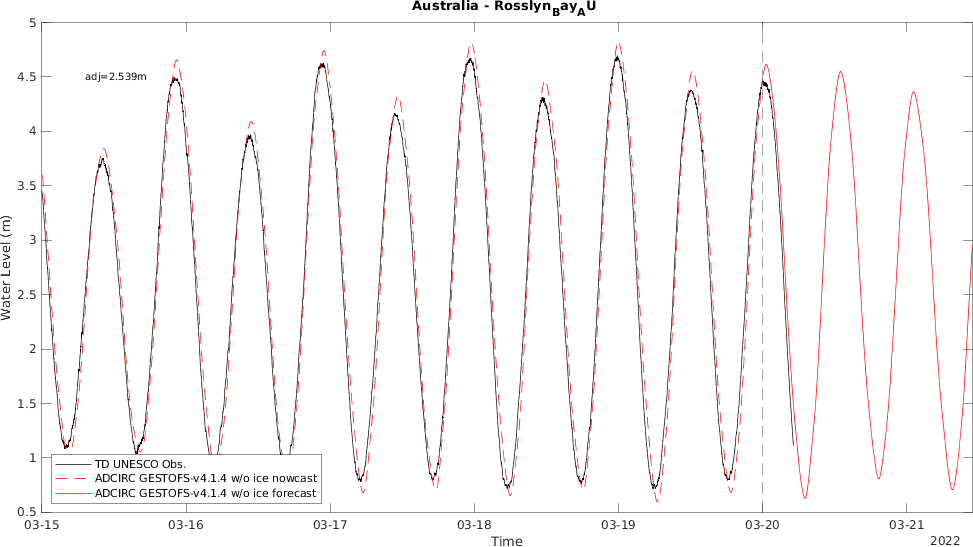 Australia - RosslynBayAU
adj=2.539m
5
4.5
4
3.5
3
2.5
2
1.5
1
0.5
Water Level (m)
TD UNESCO Obs.
ADCIRC GESTOFS-v4.1.4 w/o ice nowcast
ADCIRC GESTOFS-v4.1.4 w/o ice forecast
03-15 03-16 03-17 03-18 03-19 03-20 03-21
Time
2022